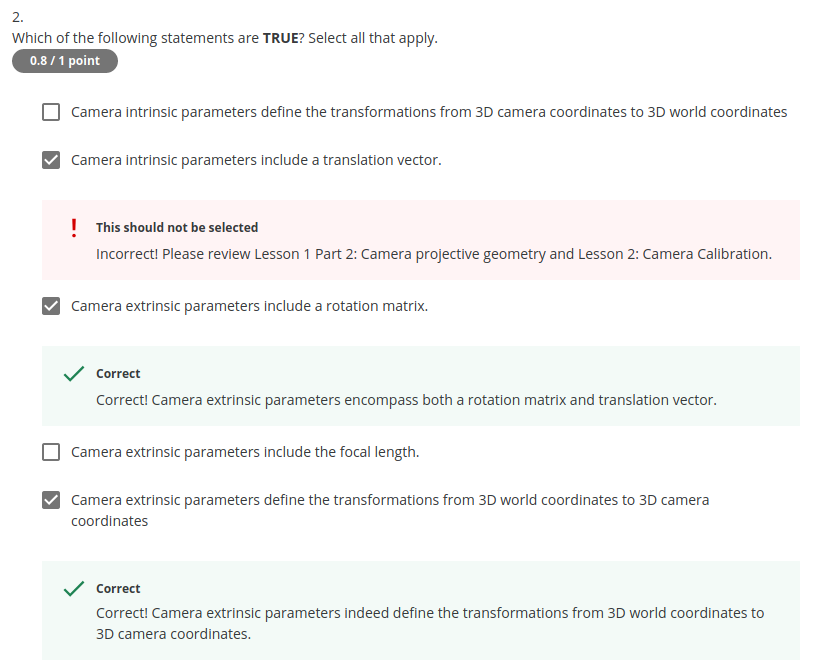 2.
Which of the following statements are TRUE? Select all that apply.
0.8 / 1 point
Camera intrinsic parameters define the transformations from 3D camera coordinates to 3D world coordinates
Camera intrinsic parameters include a translation vector.
This should not be selected
Incorrect! Please review Lesson 1 Part 2: Camera projective geometry and Lesson 2: Camera Calibration.
Camera extrinsic parameters include a rotation matrix.
Correct
Correct! Camera extrinsic parameters encompass both a rotation matrix and translation vector.
Camera extrinsic parameters include the focal length.
Camera extrinsic parameters define the transformations from 3D world coordinates to 3D camera
coordinates
Correct
Correct! Camera extrinsic parameters indeed define the transformations from 3D world coordinates to
3D camera coordinates.